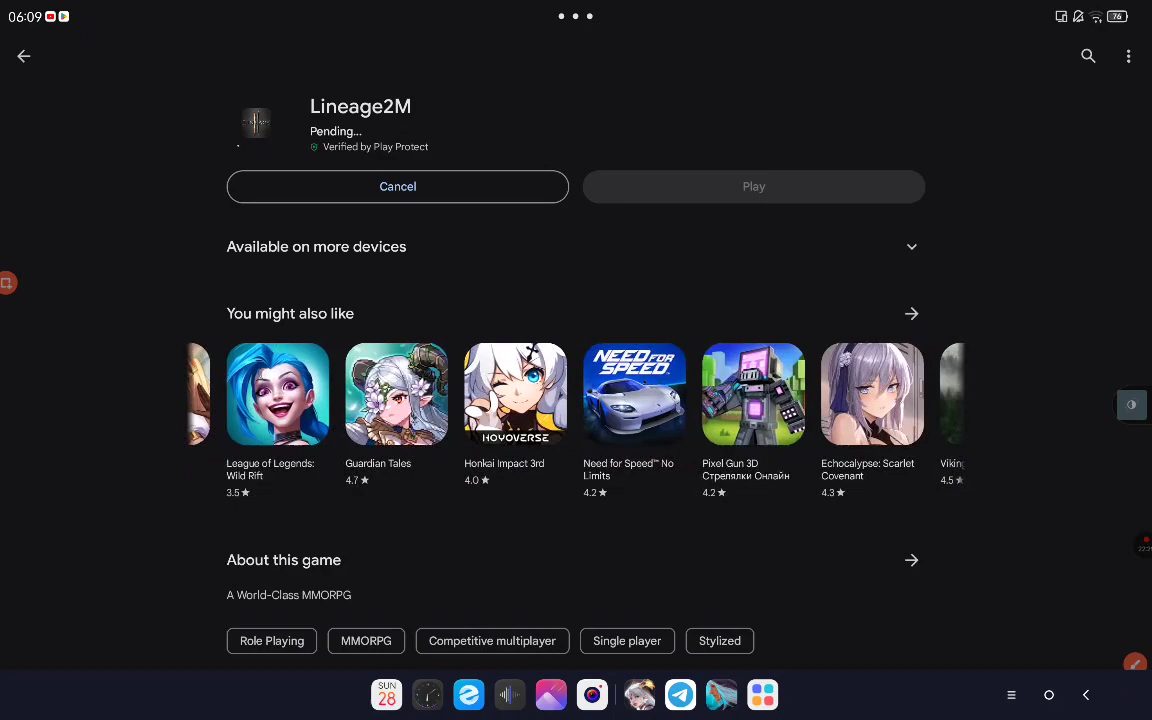 06:09
76
Lineage2M
Pending...
Verified by Play Protect
Cancel
Play
Available on more devices
You might also like
NEED FOR SPEED
HOYOVERSE
League of Legends: Wild Rift
3.5★
Guardian Tales
4.7★
Honkai Impact 3rd
4.0★
Need for Speed™ No Limits
4.2★
Pixel Gun 3D Стрелялки Онлайн
4.2★
Echocalypse: Scarlet Covenant
4.3★
Viking
4.5★
About this game
A World-Class MMORPG
Role Playing
MMORPG
Competitive multiplayer
Single player
Stylized
SUN
28